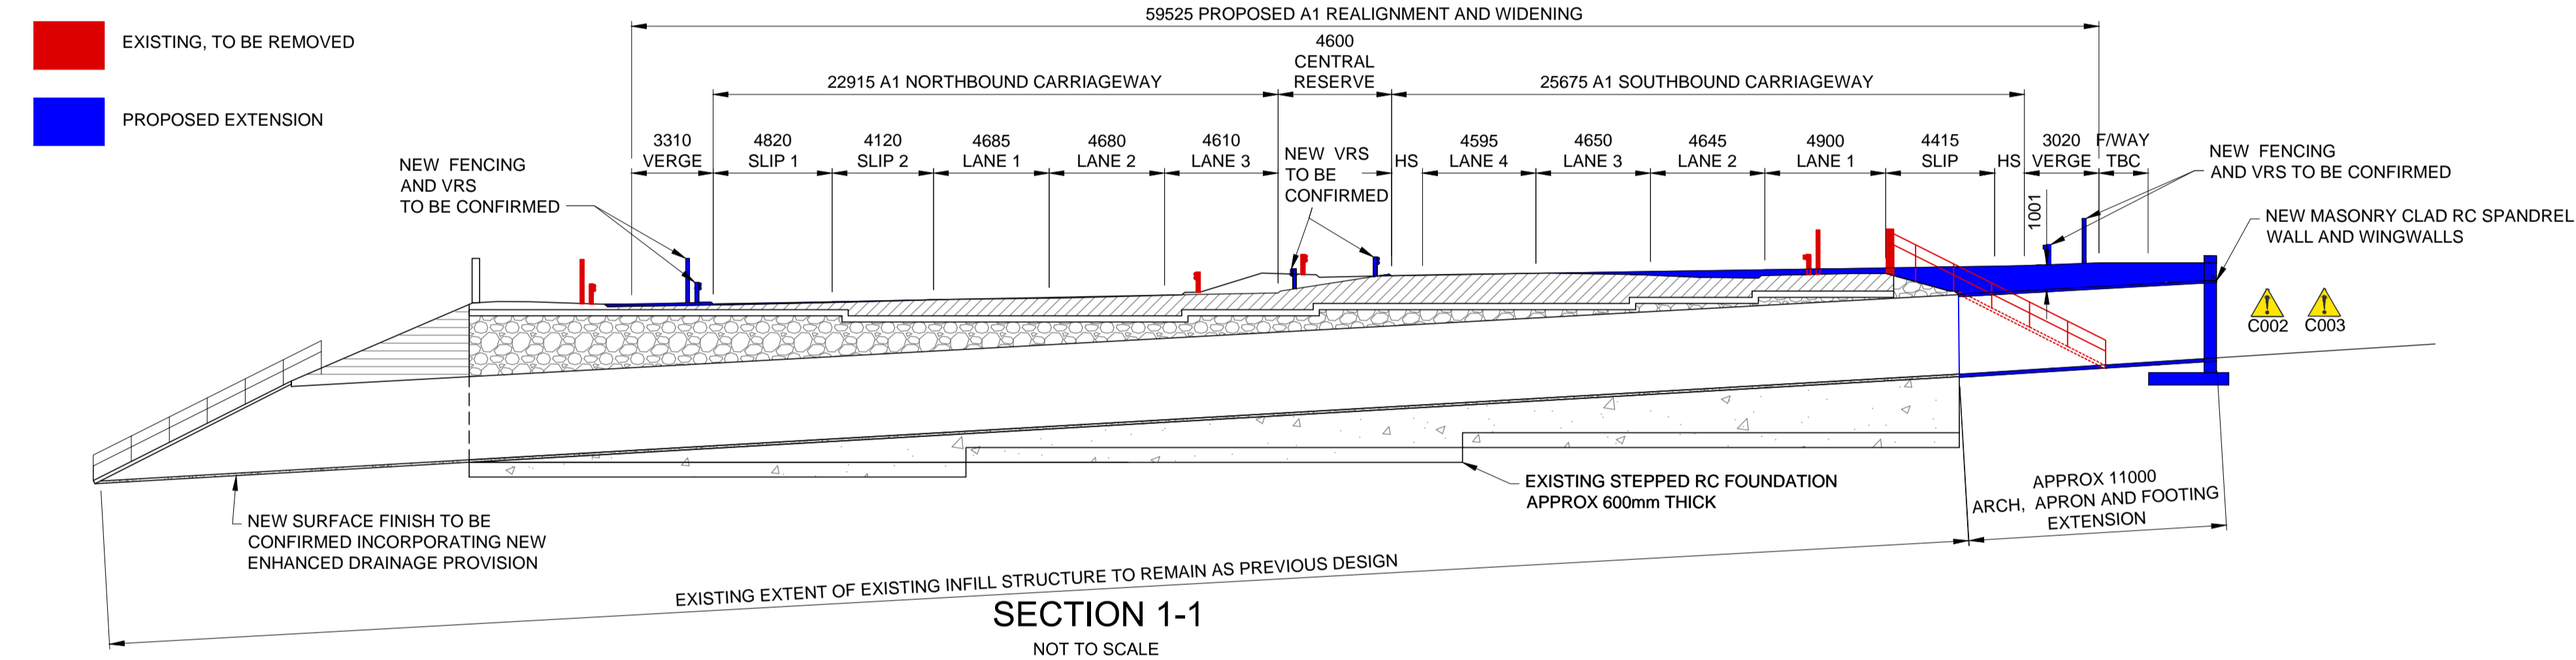 59525 PROPOSED A1 REALIGNMENT AND WIDENING
EXISTING, TO BE REMOVED
PROPOSED EXTENSION
4600
CENTRAL
RESERVE
22915 A1 NORTHBOUND CARRIAGEWAY
25675 A1 SOUTHBOUND CARRIAGEWAY
3310
VERGE
4820
SLIP 1
4120
SLIP 2
4685
LANE 1
4680
LANE 2
4610
LANE 3
NEW VRS
TO BE
CONFIRMED
HS
4595
LANE 4
4650
LANE 3
4645
LANE 2
4900
LANE 1
4415
SLIP
HS
3020
VERGE
F/WAY
TBC
NEW FENCING
AND VRS
TO BE CONFIRMED
NEW FENCING
AND VRS TO BE CONFIRMED
1001
NEW MASONRY CLAD RC SPANDREL
WALL AND WINGWALLS
C002
C003
EXISTING STEPPED RC FOUNDATION
APPROX 600mm THICK
APPROX 11000
ARCH, APRON AND FOOTING
EXTENSION
NEW SURFACE FINISH TO BE
CONFIRMED INCORPORATING NEW
ENHANCED DRAINAGE PROVISION
EXISTING EXTENT OF EXISTING INFILL STRUCTURE TO REMAIN AS PREVIOUS DESIGN
SECTION 1-1
NOT TO SCALE